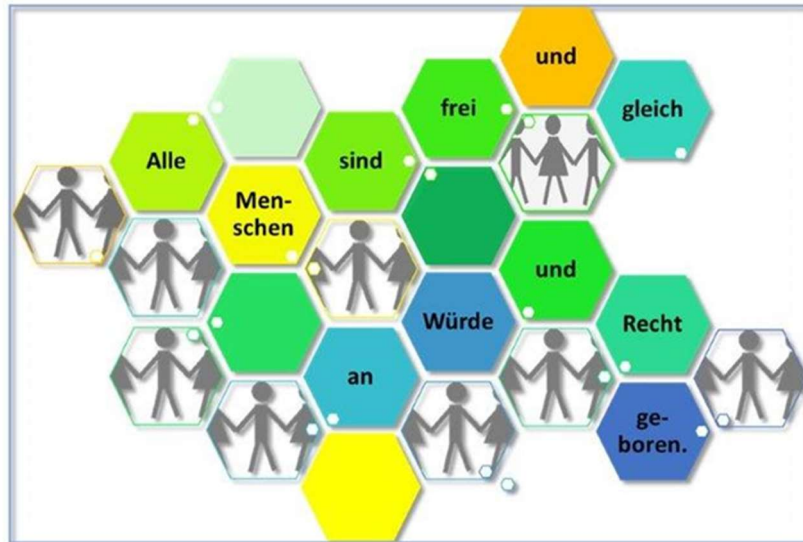 Alle
Men-
schen
sind
frei
und
gleich
an
Würde
und
Recht
ge-
boren.